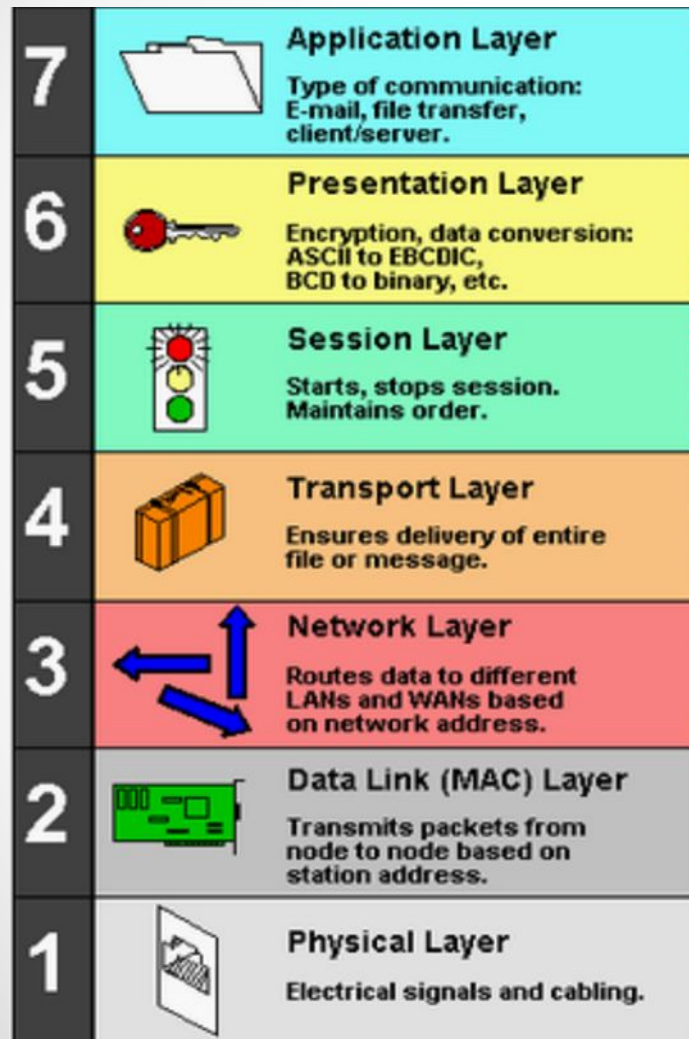 7
Application Layer
Type of communication:
E-mail, file transfer,
client/server.
6
Presentation Layer
Encryption, data conversion:
ASCII to EBCDIC,
BCD to binary, etc.
5
Session Layer
Starts, stops session.
Maintains order.
4
Transport Layer
Ensures delivery of entire
file or message.
3
Network Layer
Routes data to different
LANs and WANs based
on network address.
2
Data Link (MAC) Layer
Transmits packets from
node to node based on
station address.
1
Physical Layer
Electrical signals and cabling.